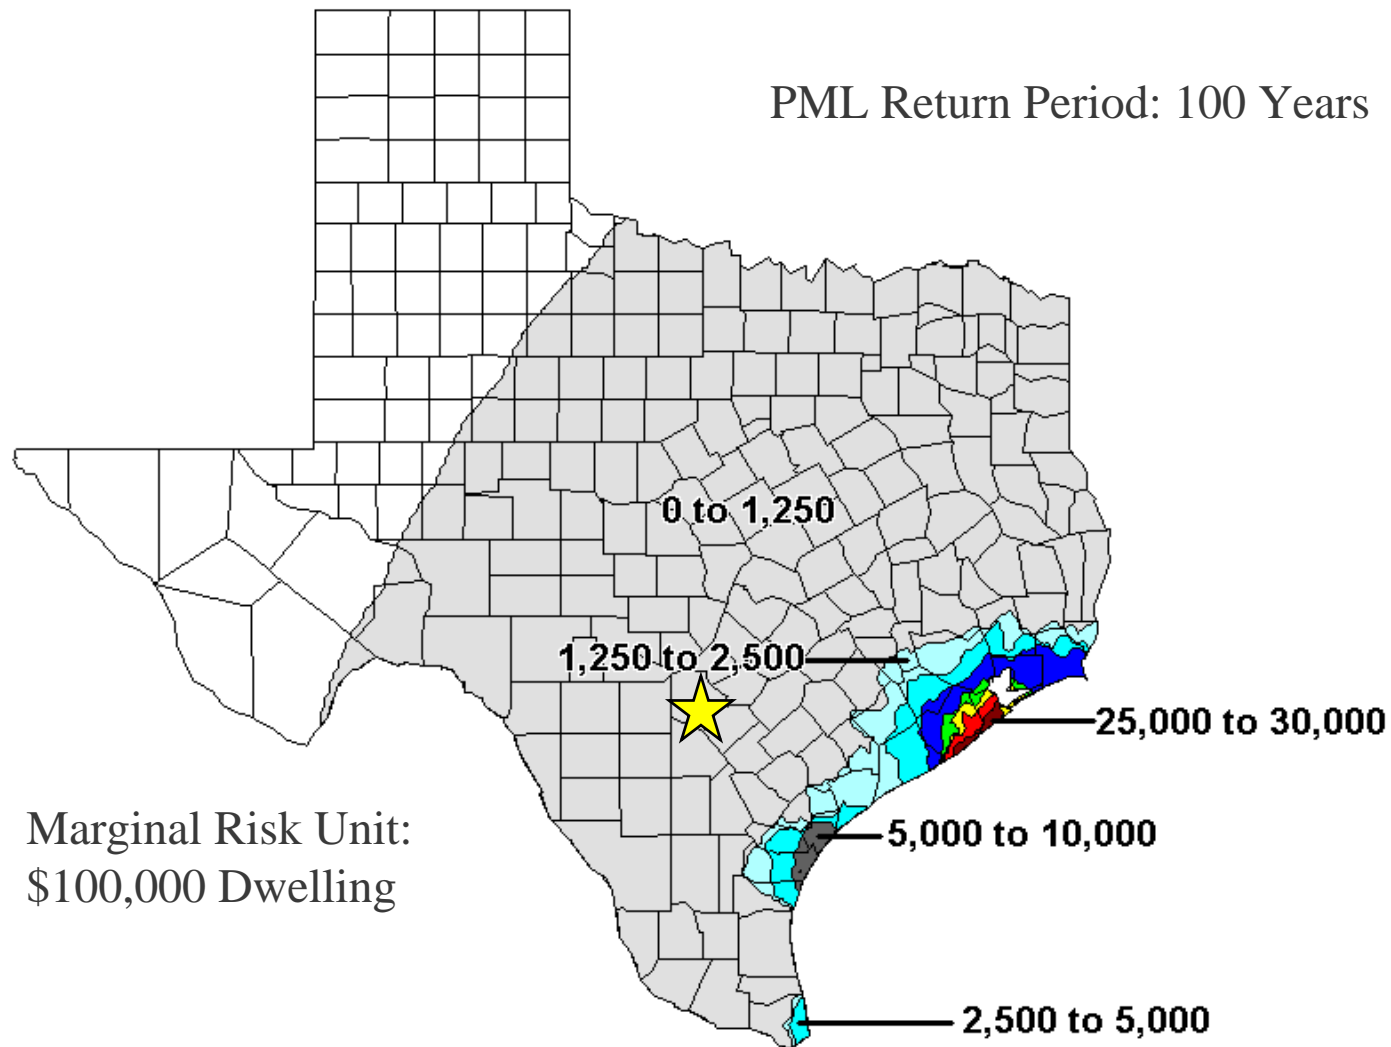 PML Return Period: 100 Years
0 to 1,250
1,250 to 2,500
25,000 to 30,000
Marginal Risk Unit:
$100,000 Dwelling
5,000 to 10,000
2,500 to 5,000